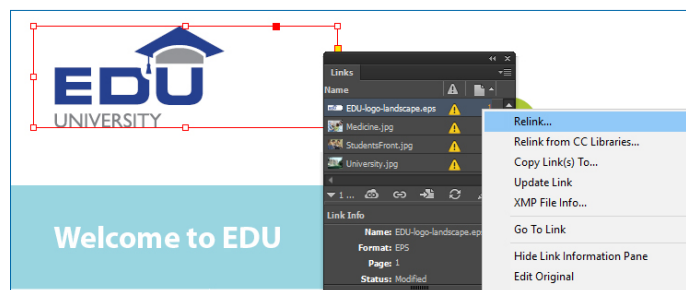 EDU
UNIVERSITY
Welcome to EDU
Links
Name
EDU-logo-landscape.eps
Medicine.jpg
StudentsFront.jpg
University.jpg
1...
Link Info
Name: EDU-logo-landscape.eps
Format: EPS
Page: 1
Status: Modified
Relink...
Relink from CC Libraries...
Copy Link(s) To...
Update Link
XMP File Info...
Go To Link
Hide Link Information Pane
Edit Original